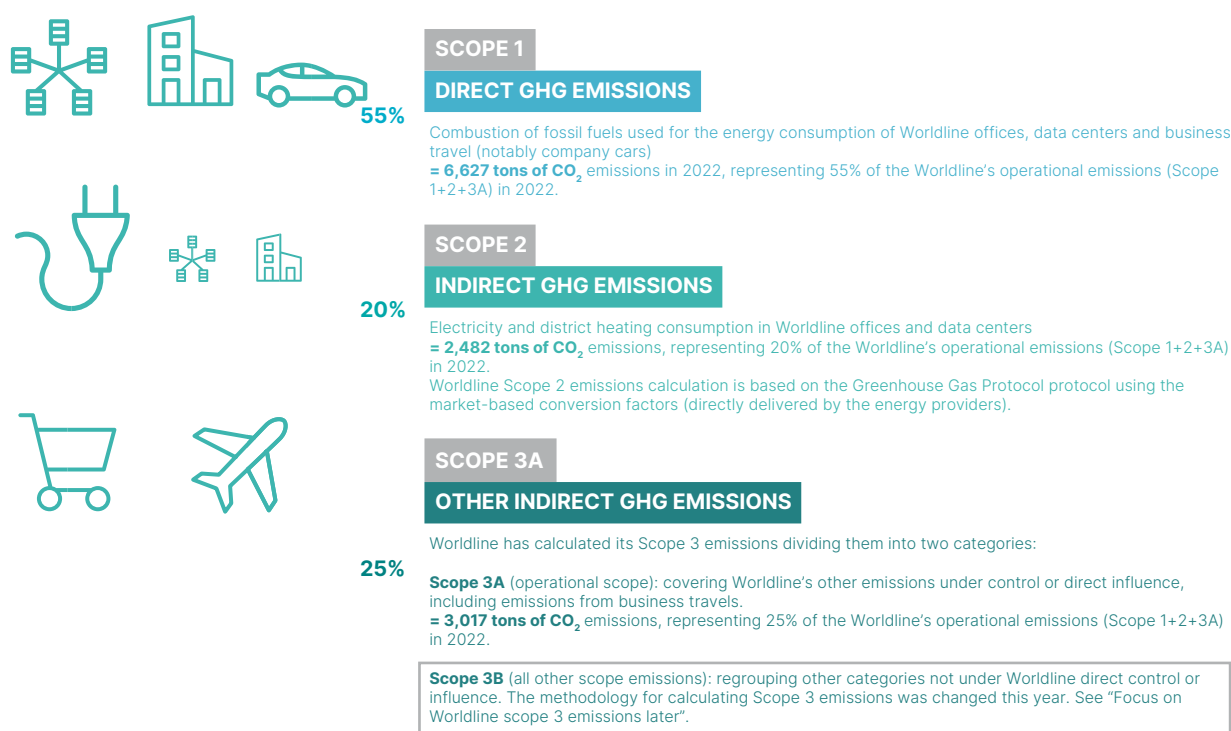 SCOPE 1
DIRECT GHG EMISSIONS
55%
Combustion of fossil fuels used for the energy consumption of Worldline offices, data centers and business
travel (notably company cars)
= 6,627 tons of CO2 emissions in 2022, representing 55% of the Worldline's operational emissions (Scope
1+2+3A) in 2022.
SCOPE 2
INDIRECT GHG EMISSIONS
20%
Electricity and district heating consumption in Worldline offices and data centers
= 2,482 tons of CO2 emissions, representing 20% of the Worldline's operational emissions (Scope 1+2+3A)
in 2022.
Worldline Scope 2 emissions calculation is based on the Greenhouse Gas Protocol protocol using the
market-based conversion factors (directly delivered by the energy providers).
SCOPE 3A
OTHER INDIRECT GHG EMISSIONS
Worldline has calculated its Scope 3 emissions dividing them into two categories:
25%
Scope 3A (operational scope): covering Worldline's other emissions under control or direct influence,
including emissions from business travels.
= 3,017 tons of CO2 emissions, representing 25% of the Worldline's operational emissions (Scope 1+2+3A)
in 2022.
Scope 3B (all other scope emissions): regrouping other categories not under Worldline direct control or
influence. The methodology for calculating Scope 3 emissions was changed this year. See “Focus on
Worldline scope 3 emissions later”.